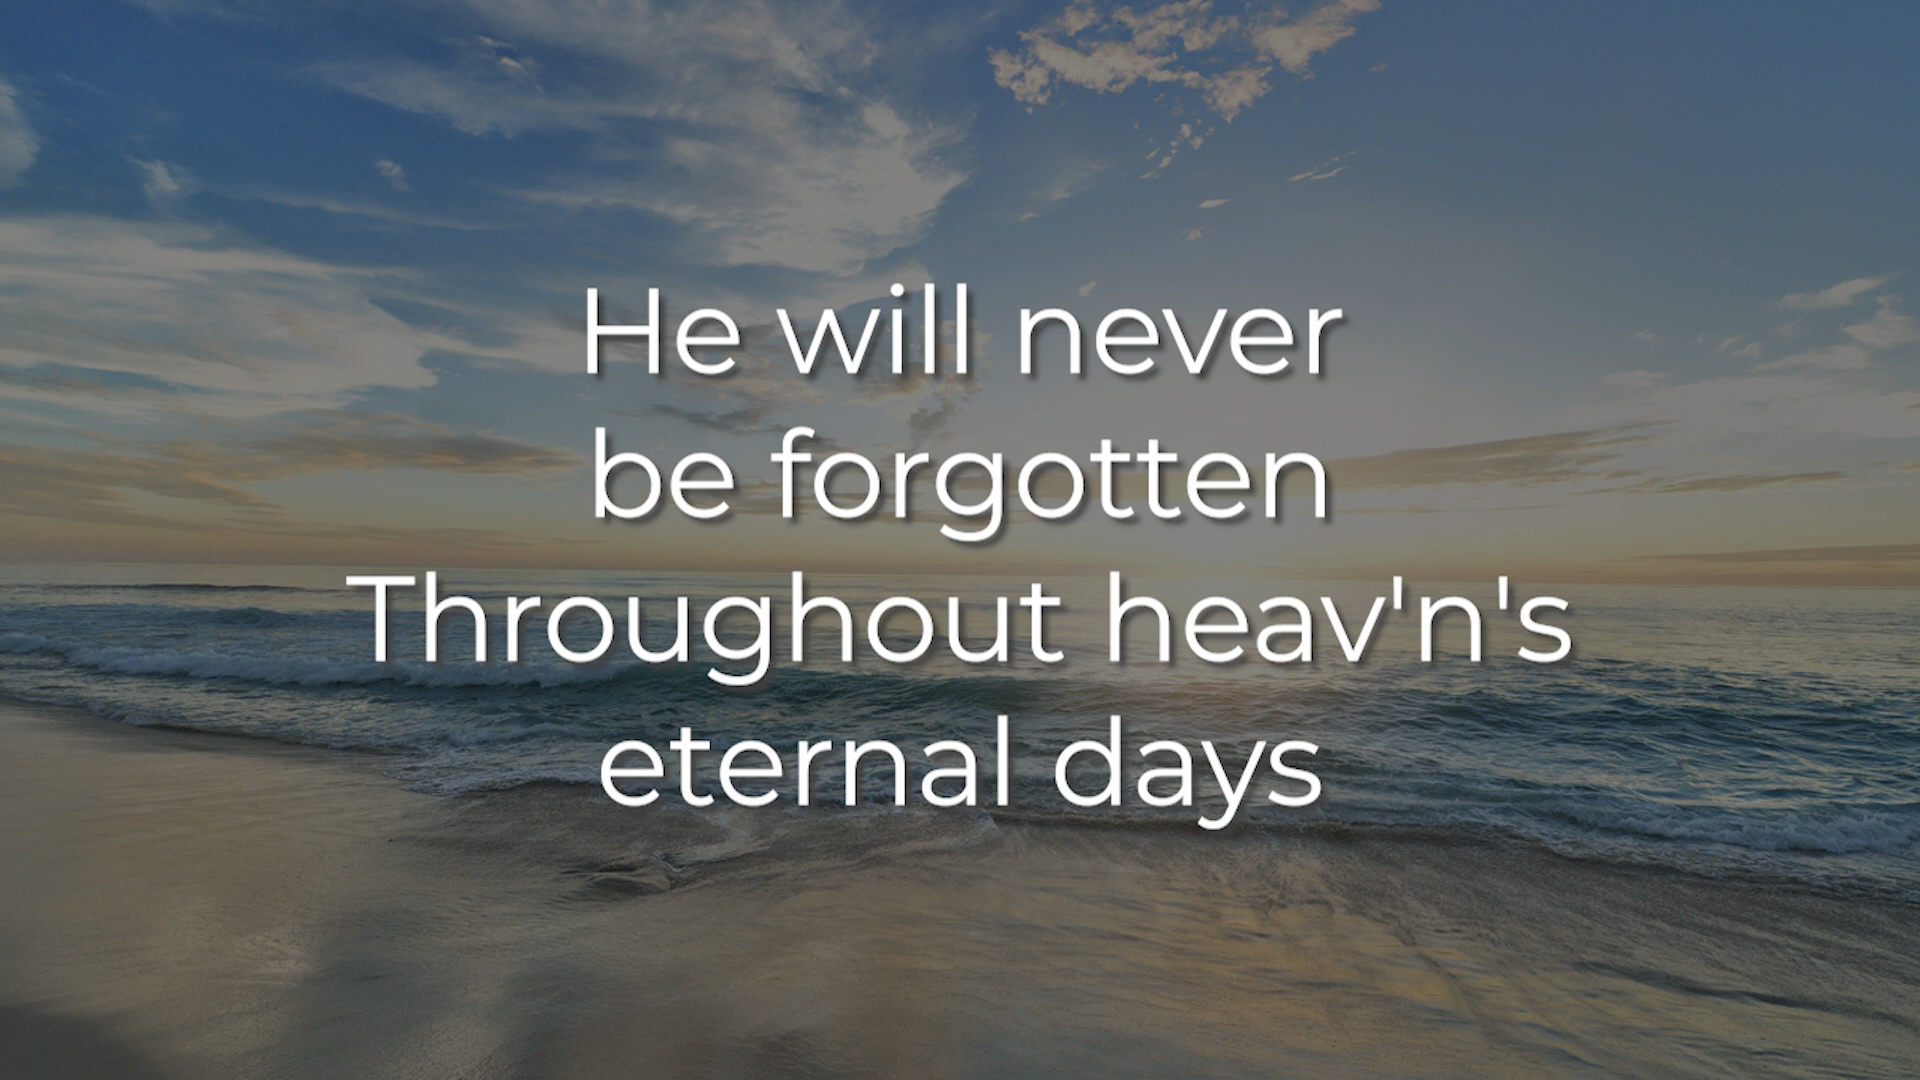 He will never
be forgotten
Throughout heav'n's
eternal days